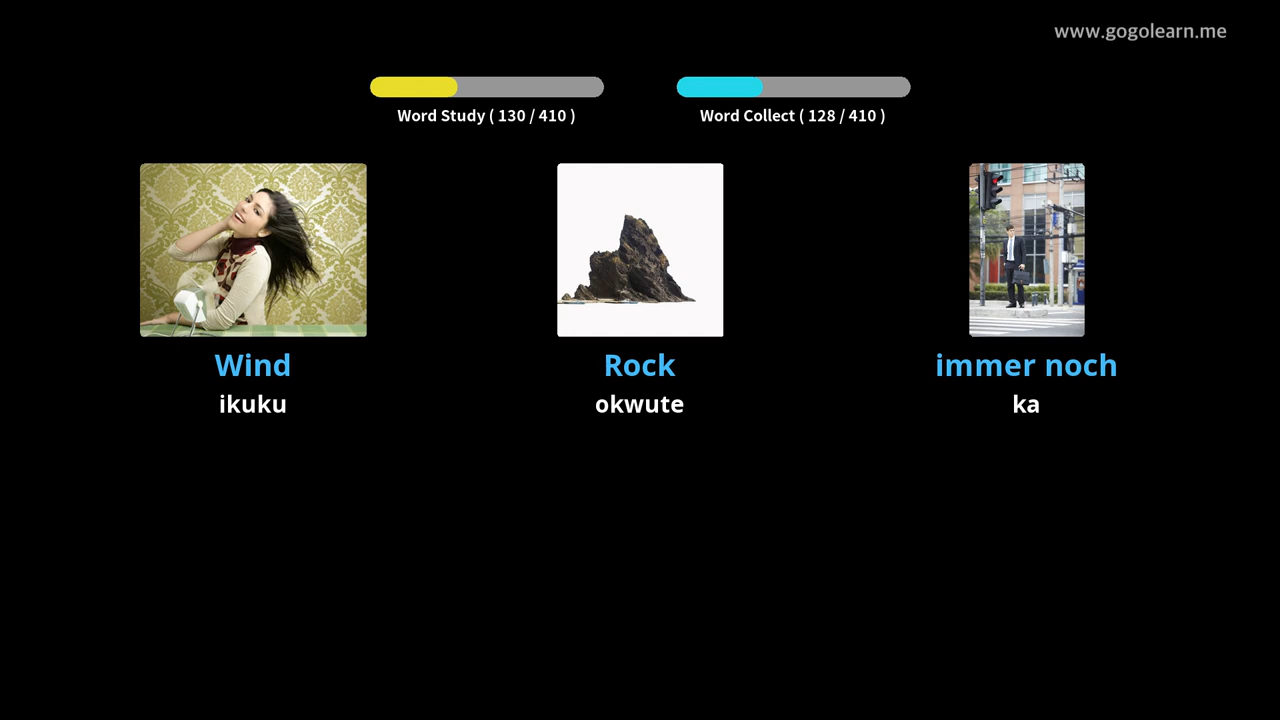 www.gogolearn.me
Word Study ( 130 / 410 )
Word Collect ( 128 / 410 )
Wind
ikuku
Rock
okwute
immer noch
ka